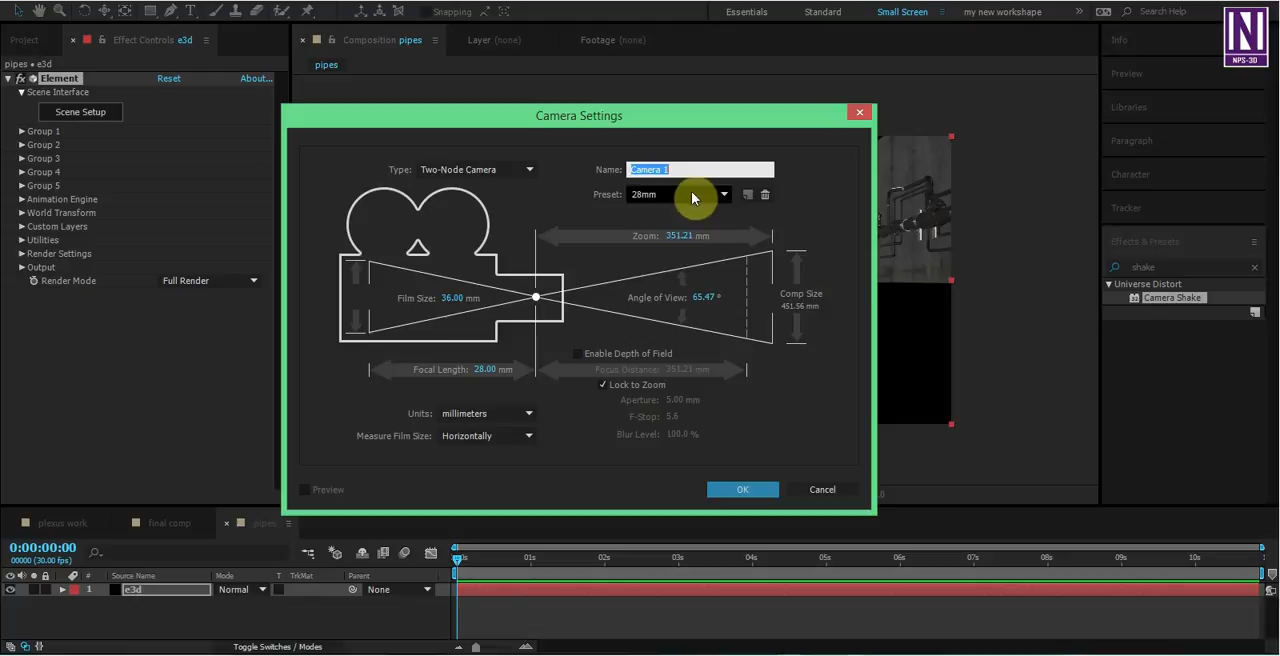 Snapping
Essentials
Standard
Small Screen
my new workshape
Search Help
N
NPS-3D
Project
Effect Controls e3d
Composition pipes
Layer (none)
Footage (none)
Info
pipes • e3d
pipes
fx Element
Reset
About...
Preview
Scene Interface
Libraries
Scene Setup
Camera Settings
Group 1
Group 2
Group 3
Group 4
Group 5
Animation Engine
World Transform
Custom Layers
Utilities
Render Settings
Output
Render Mode
Full Render
Type: Two-Node Camera
Name: Camera 1
Preset: 28mm
Zoom: 351.21 mm
Film Size: 36.00 mm
Angle of View: 65.47 °
Comp Size
451.56 mm
Enable Depth of Field
Focal Length: 28.00 mm
Focus Distance: 351.21 mm
Lock to Zoom
Aperture: 5.00 mm
Units: millimeters
F-Stop: 5.6
Measure Film Size: Horizontally
Blur Level: 100.0 %
Preview
OK
Cancel
Paragraph
Character
Tracker
Effects & Presets
shake
Universe Distort
Camera Shake
plexus work
final comp
pipes
0:00:00:00
00000 (30.00 fps)
01s
02s
03s
04s
05s
06s
07s
08s
09s
10s
#
Source Name
Mode
T
TrkMat
Parent
1
e3d
Normal
None
Toggle Switches / Modes